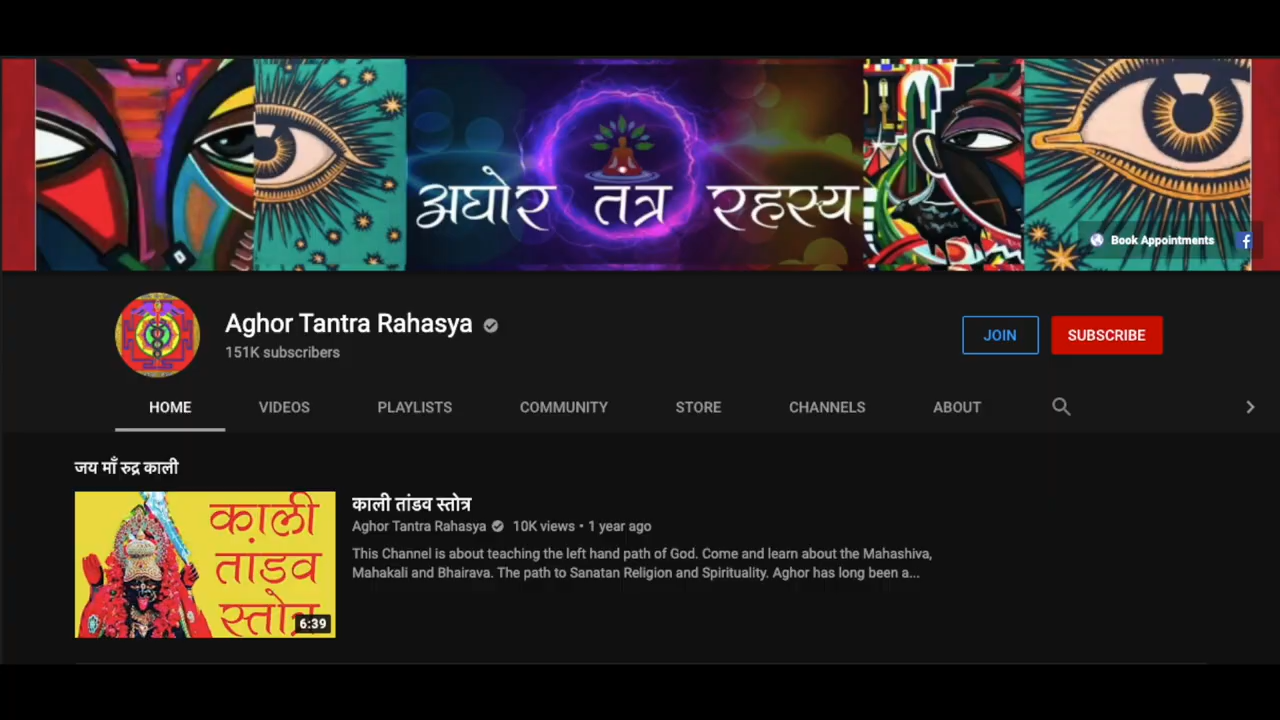 अघोर तत्र रहस्य
Book Appointments
Aghor Tantra Rahasya
151K subscribers
JOIN
SUBSCRIBE
HOME VIDEOS PLAYLISTS COMMUNITY STORE CHANNELS ABOUT
जय माँ रुद्र काली
काली
तांडव
स्तोत्र
6:39
काली तांडव स्तोत्र
Aghor Tantra Rahasya 10K views • 1 year ago
This Channel is about teaching the left hand path of God. Come and learn about the Mahashiva,
Mahakali and Bhairava. The path to Sanatan Religion and Spirituality. Aghor has long been a...